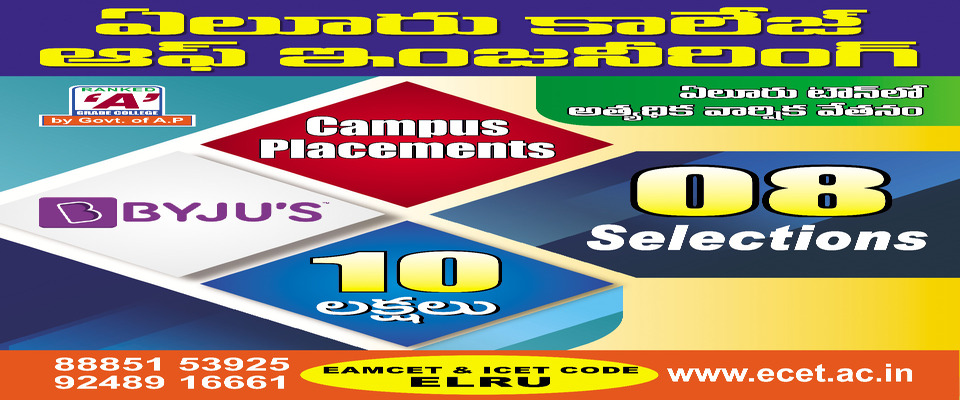 ఏలూరు కాలేజ్
ఆఫ్ ఇంజనీరింగ్
RANKED
'A'
GRADE COLLEGE
by Govt. of A.P
ఏలూరు టౌన్‌లో
అత్యధిక వార్షిక వేతనం
Campus
Placements
BYJU'S™
08
Selections
10
లక్షలు
88851 53925
92489 16661
EAMCET & ICET CODE
ELRU
www.ecet.ac.in